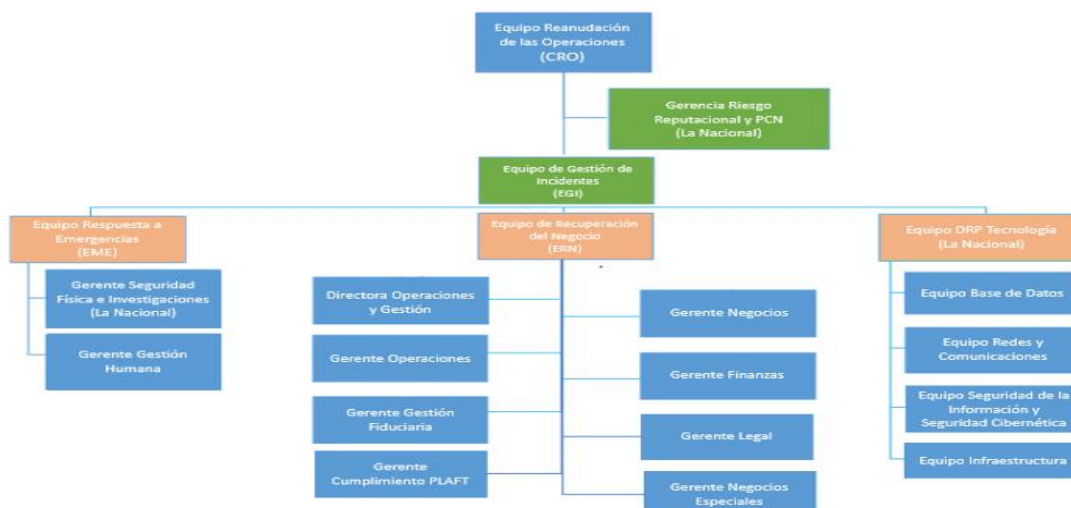 Equipo Reanudación
de las Operaciones
(CRO)
Gerencia Riesgo
Reputacional y PCN
(La Nacional)
Equipo de Gestión de
Incidentes
(EGI)
Equipo Respuesta a
Emergencias
(EME)
Gerente Seguridad
Física e Investigaciones
(La Nacional)
Gerente Gestión
Humana
Equipo de Recuperación
del Negocio
(ERN)
Directora Operaciones
y Gestión
Gerente Operaciones
Gerente Gestión
Fiduciaria
Gerente
Cumplimiento PLAFT
Gerente Negocios
Gerente Finanzas
Gerente Legal
Gerente Negocios
Especiales
Equipo DRP Tecnología
(La Nacional)
Equipo Base de Datos
Equipo Redes y
Comunicaciones
Equipo Seguridad de la
Información y
Seguridad Cibernética
Equipo Infraestructura